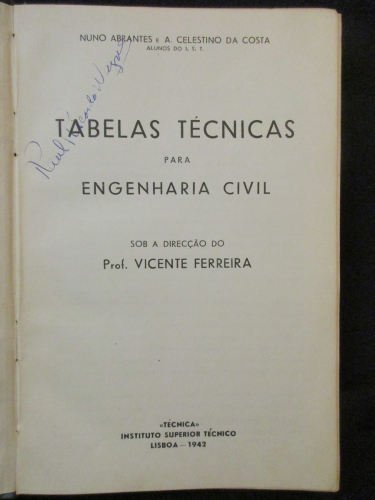 NUNO ABRANTES E A. CELESTINO DA COSTA
ALUNOS DO I. S. T.
TABELAS TÉCNICAS
PARA
ENGENHARIA CIVIL
SOB A DIRECÇÃO DO
Prof. VICENTE FERREIRA
«TÉCNICA»
INSTITUTO SUPERIOR TÉCNICO
LISBOA — 1942